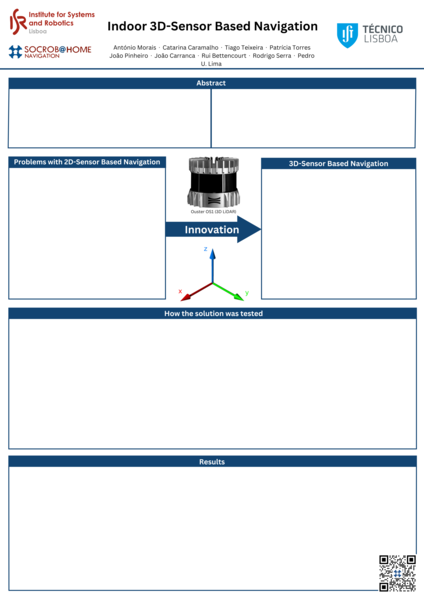 Institute for Systems
and Robotics
Lisboa
SOCROB@HOME
NAVIGATION
Indoor 3D-Sensor Based Navigation
António Morais · Catarina Caramalho · Tiago Teixeira · Patrícia Torres
João Pinheiro · João Carranca · Rui Bettencourt · Rodrigo Serra · Pedro
U. Lima
TÉCNICO
LISBOA
Abstract
Problems with 2D-Sensor Based Navigation
Ouster OS1 (3D LIDAR)
Innovation
z
x
y
3D-Sensor Based Navigation
How the solution was tested
Results